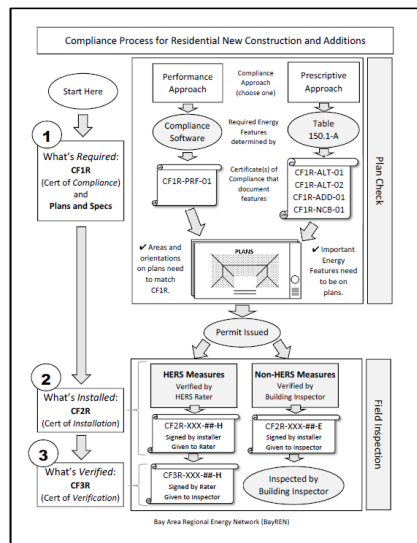 Compliance Process for Residential New Construction and Additions
Start Here
1
What's Required:
CF1R
(Cert of Compliance)
and
Plans and Specs
Performance
Approach
Compliance
Approach
(choose one)
Prescriptive
Approach
Compliance
Software
Required Energy
Features
determined by
Table
150.1-A
CF1R-PRF-01
Certificate(s) of
Compliance that
document
features
CF1R-ALT-01
CF1R-ALT-02
CF1R-ADD-01
CF1R-NCB-01
✔ Areas and
orientations
on plans need
to match
CF1R.
PLANS
✔ Important
Energy
Features need
to be on
plans.
Plan Check
Permit Issued
2
What's Installed:
CF2R
(Cert of Installation)
HERS Measures
Verified by
HERS Rater
Non-HERS Measures
Verified by
Building Inspector
CF2R-XXX-##-H
Signed by installer
Given to Rater
CF2R-XXX-##-E
Signed by installer
Given to Inspector
3
What's Verified:
CF3R
(Cert of Verification)
CF3R-XXX-##-H
Signed by Rater
Given to Inspector
Inspected by
Building Inspector
Field Inspection
Bay Area Regional Energy Network (BayREN)